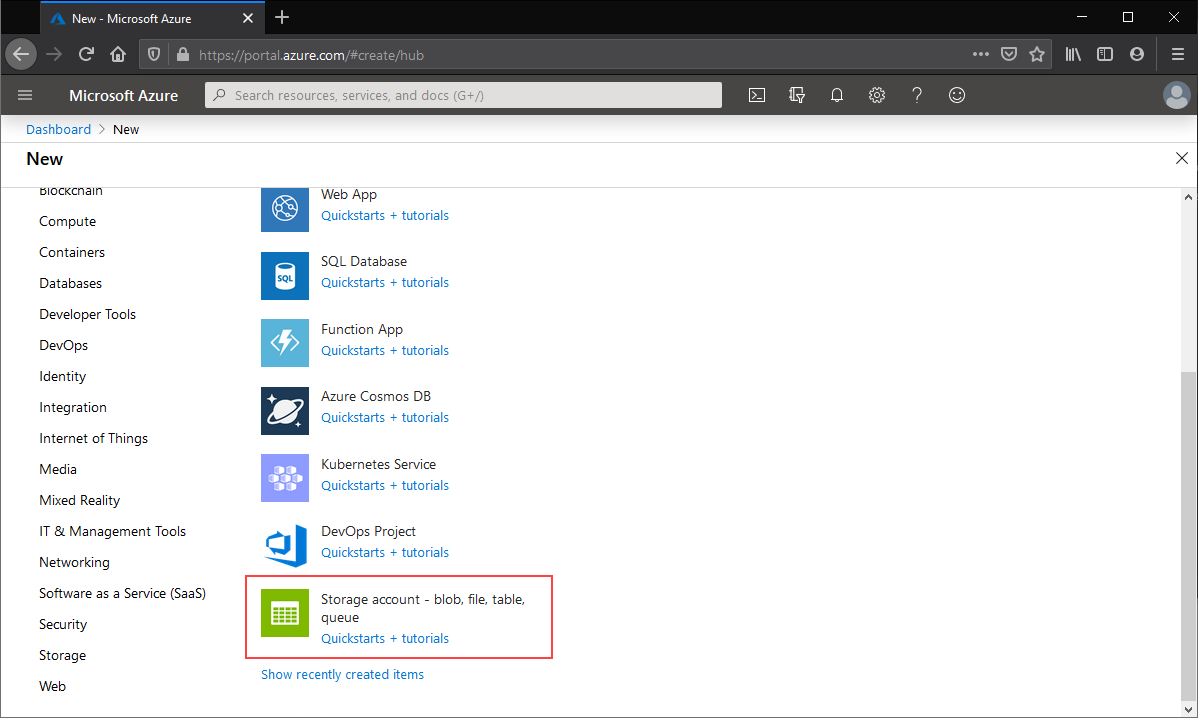 New - Microsoft Azure
https://portal.azure.com/#create/hub
Microsoft Azure
Search resources, services, and docs (G+/)
Dashboard > New
New
Blockchain
Compute
Containers
Databases
Developer Tools
DevOps
Identity
Integration
Internet of Things
Media
Mixed Reality
IT & Management Tools
Networking
Software as a Service (SaaS)
Security
Storage
Web
Web App
Quickstarts + tutorials
SQL
SQL Database
Quickstarts + tutorials
Function App
Quickstarts + tutorials
Azure Cosmos DB
Quickstarts + tutorials
Kubernetes Service
Quickstarts + tutorials
DevOps Project
Quickstarts + tutorials
Storage account - blob, file, table,
queue
Quickstarts + tutorials
Show recently created items